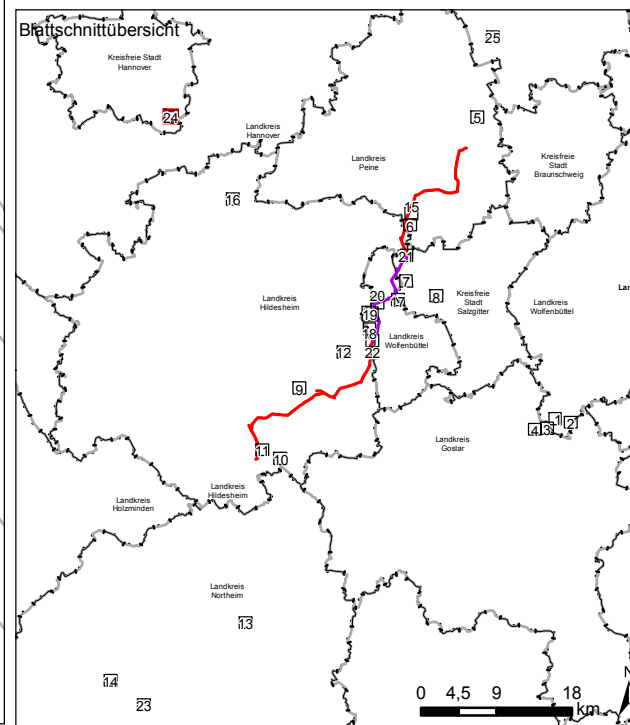 Blattschnittübersicht
25
Kreisfreie Stadt
Hannover
24
5
Landkreis
Hannover
Landkreis
Peine
Kreisfreie
Stadt
Braunschweig
16
15
6
21
17
20
17
8
Landkreis
Hildesheim
Kreisfreie
Stadt
Salzgitter
Landkreis
Wolfenbüttel
Lan
19
18
Landkreis
Wolfenbüttel
12
22
9
1
2
3
4
Landkreis
Goslar
11
10
Landkreis
Hildesheim
Landkreis
Holzminden
Landkreis
Northeim
13
14
23
N
0 4,5 9 18
km